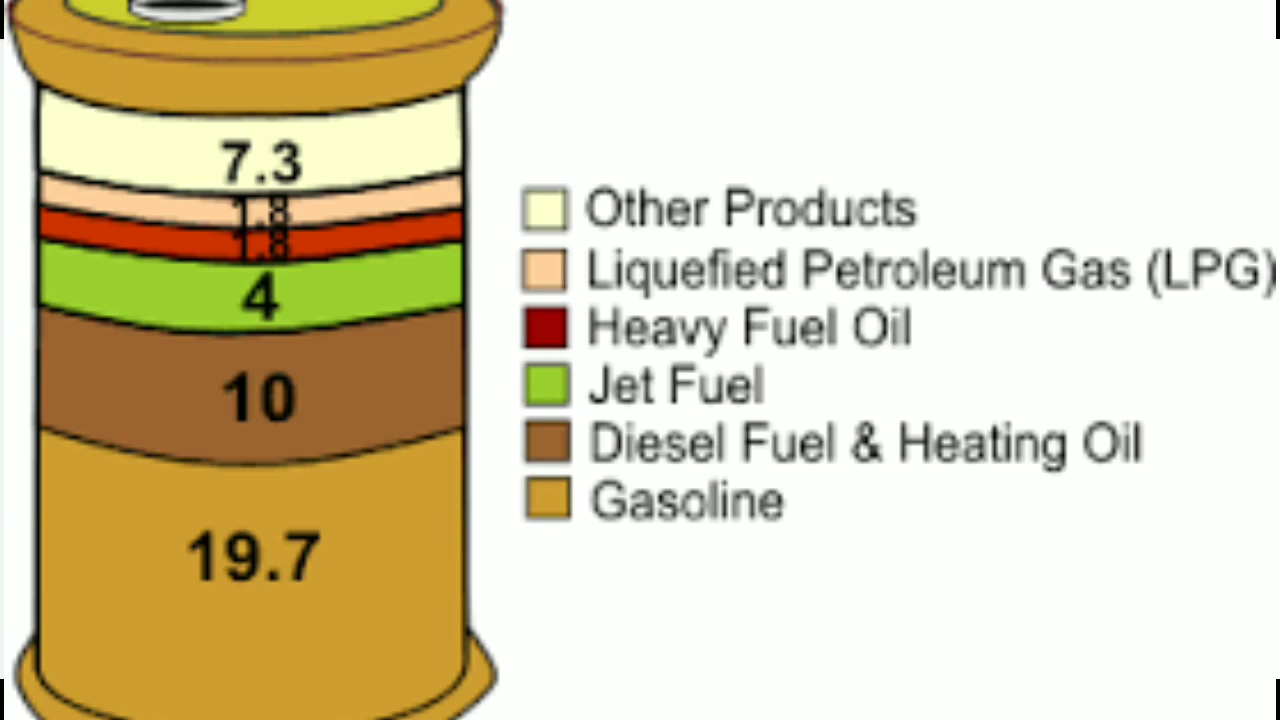 7.3
1.8
1.8
4
10
19.7
Other Products
Liquefied Petroleum Gas (LPG)
Heavy Fuel Oil
Jet Fuel
Diesel Fuel & Heating Oil
Gasoline